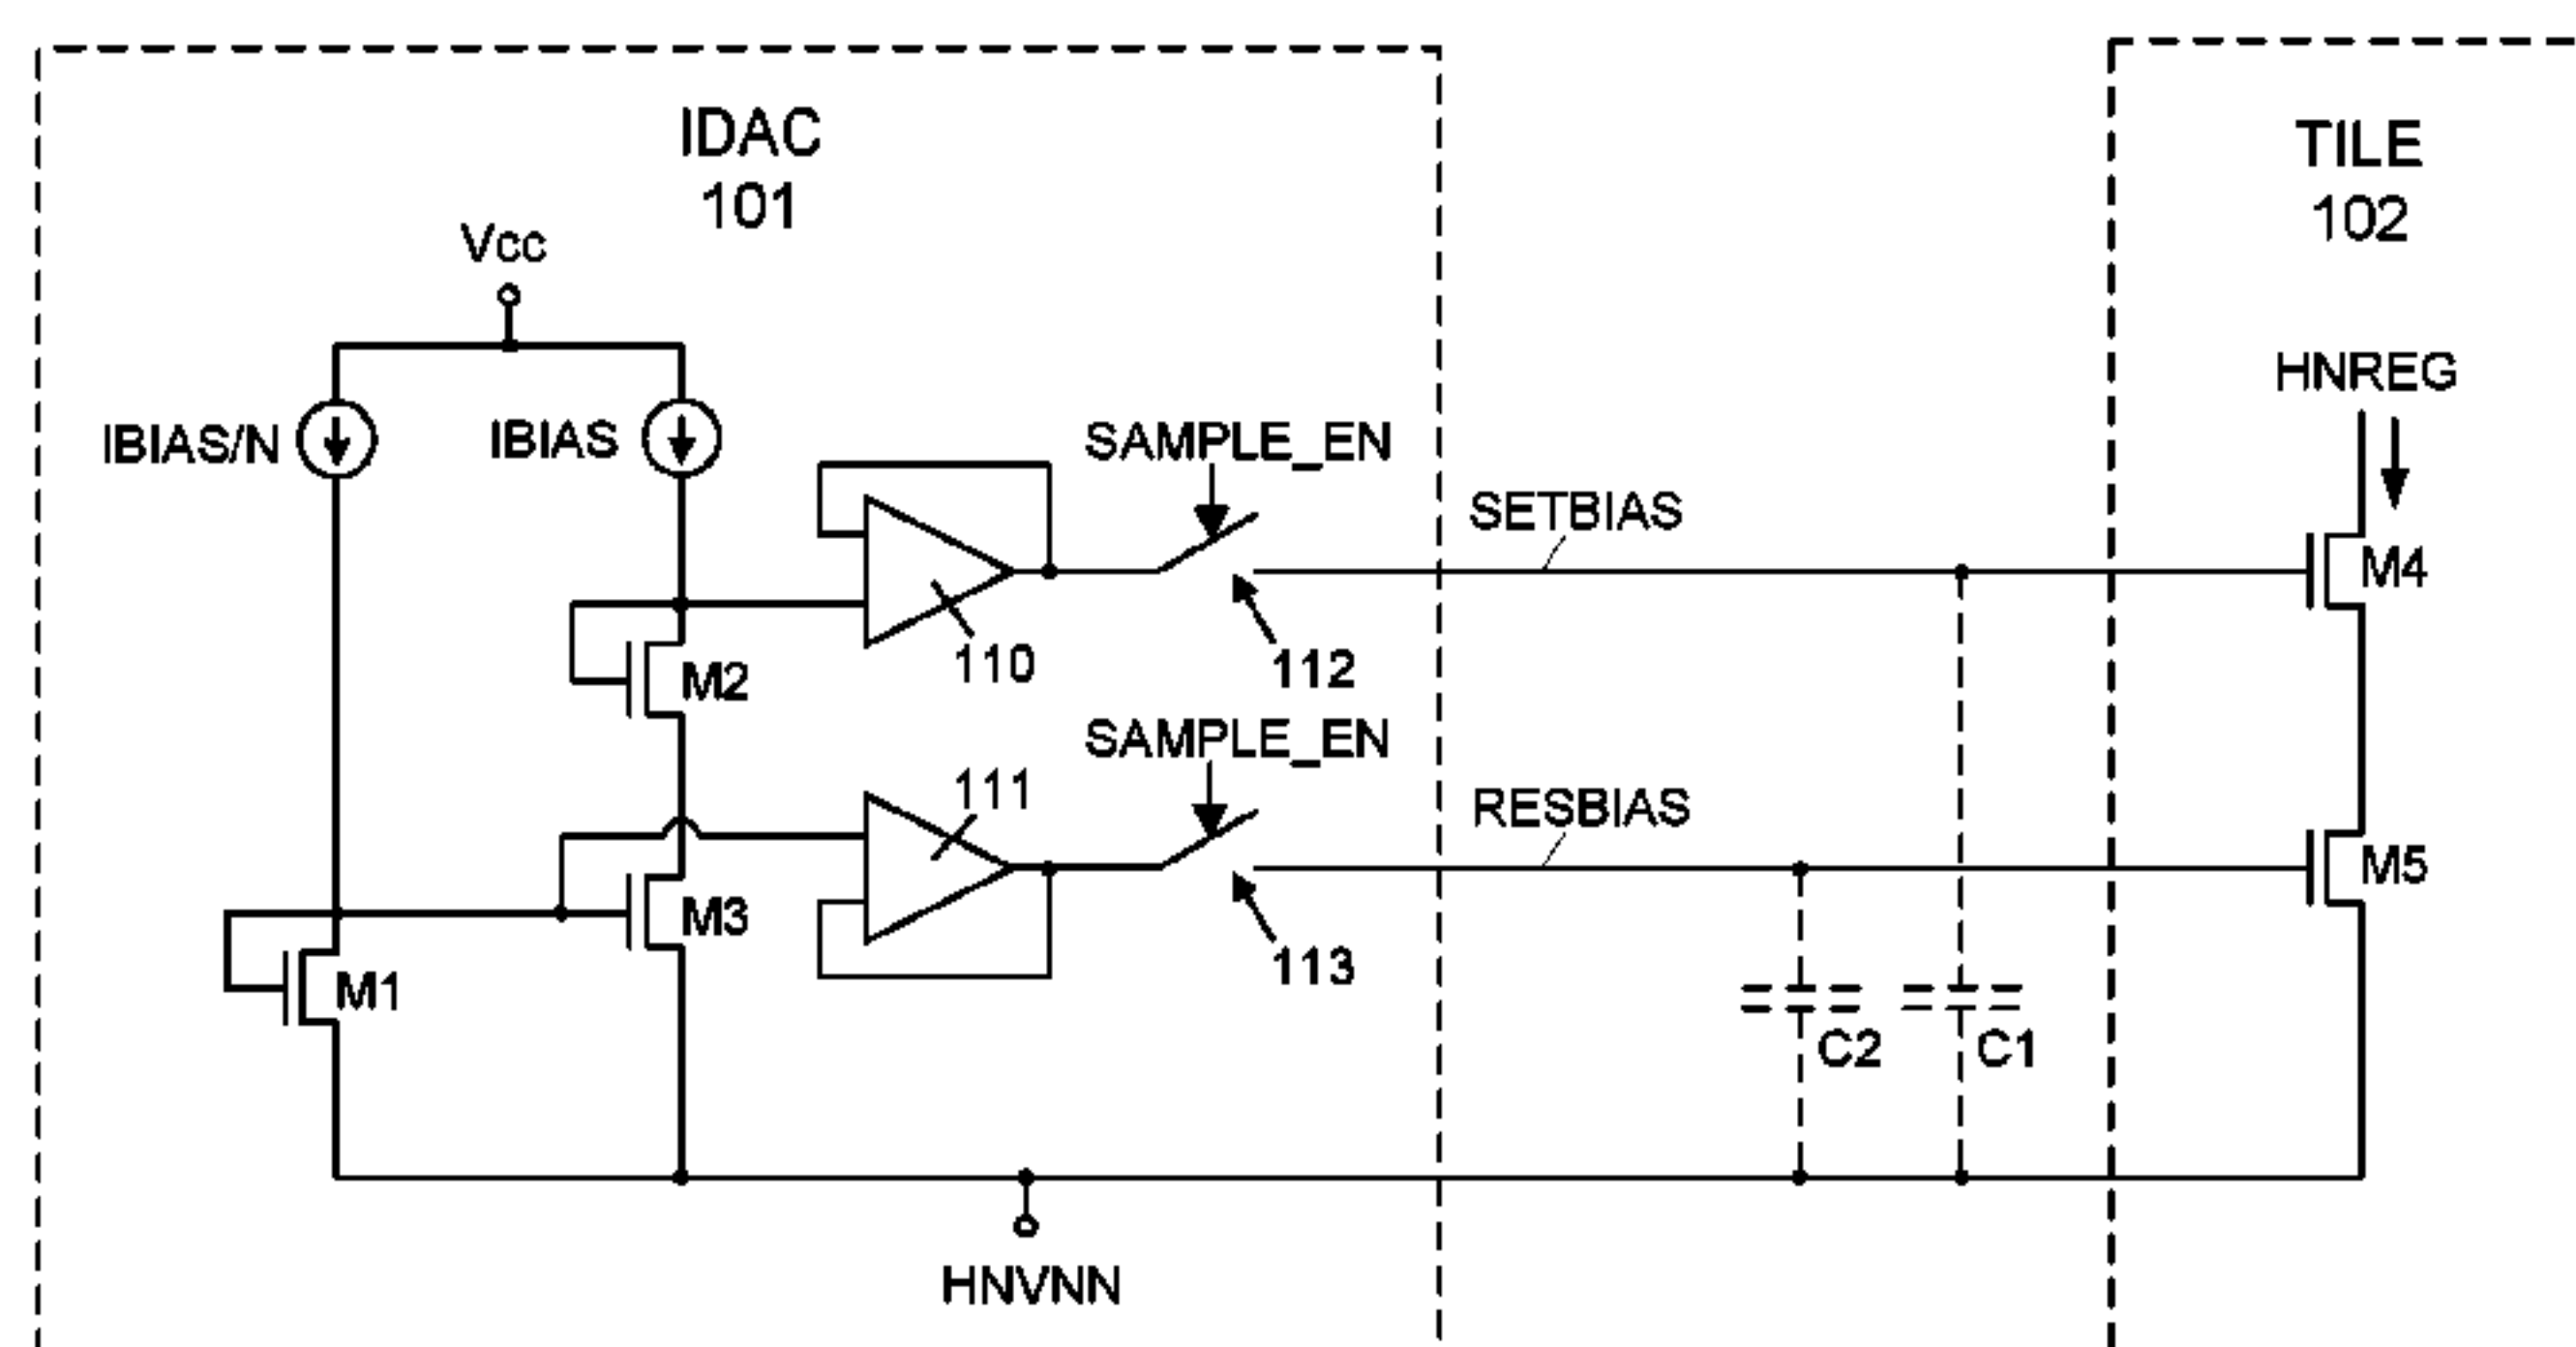 IDAC
101
TILE
102
Vcc
HNREG
IBIAS/N
IBIAS
SAMPLE_EN
SETBIAS
M4
110
112
M2
SAMPLE_EN
111
RESBIAS
M5
M3
113
M1
C2
C1
HNVNN